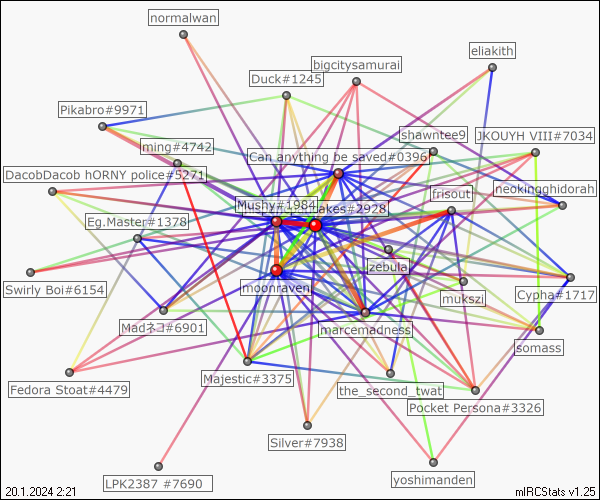 normalwan
eliakith
bigcitysamurai
Duck#1245
Pikabro#9971
shawntee9
JKOUYH VIII#7034
ming#4742
Can anything be saved#0396
DacobDacob hORNY police#5271
neokingghidorah
frisout
Mushy#1984
akes#2928
Eg.Master#1378
zebula
moonraven
Swirly Boi#6154
Cypha#1717
mukszi
Madネコ#6901
marcemadness
somass
Majestic#3375
Fedora Stoat#4479
the_second_twat
Pocket Persona#3326
Silver#7938
LPK2387 #7690
yoshimanden
20.1.2024 2:21
mIRCStats v1.25